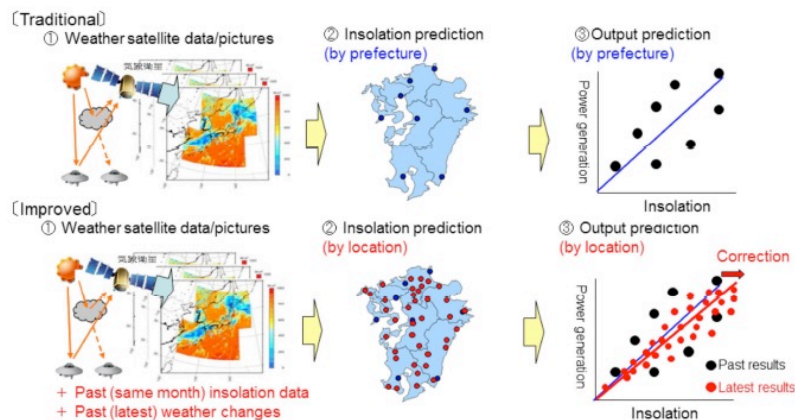 〔Traditional〕
① Weather satellite data/pictures
② Insolation prediction
(by prefecture)
③Output prediction
(by prefecture)
Power generation
Insolation
〔Improved〕
① Weather satellite data/pictures
② Insolation prediction
(by location)
③ Output prediction
(by location)
Correction
Power generation
Past results
Latest results
Insolation
+ Past (same month) insolation data
+ Past (latest) weather changes